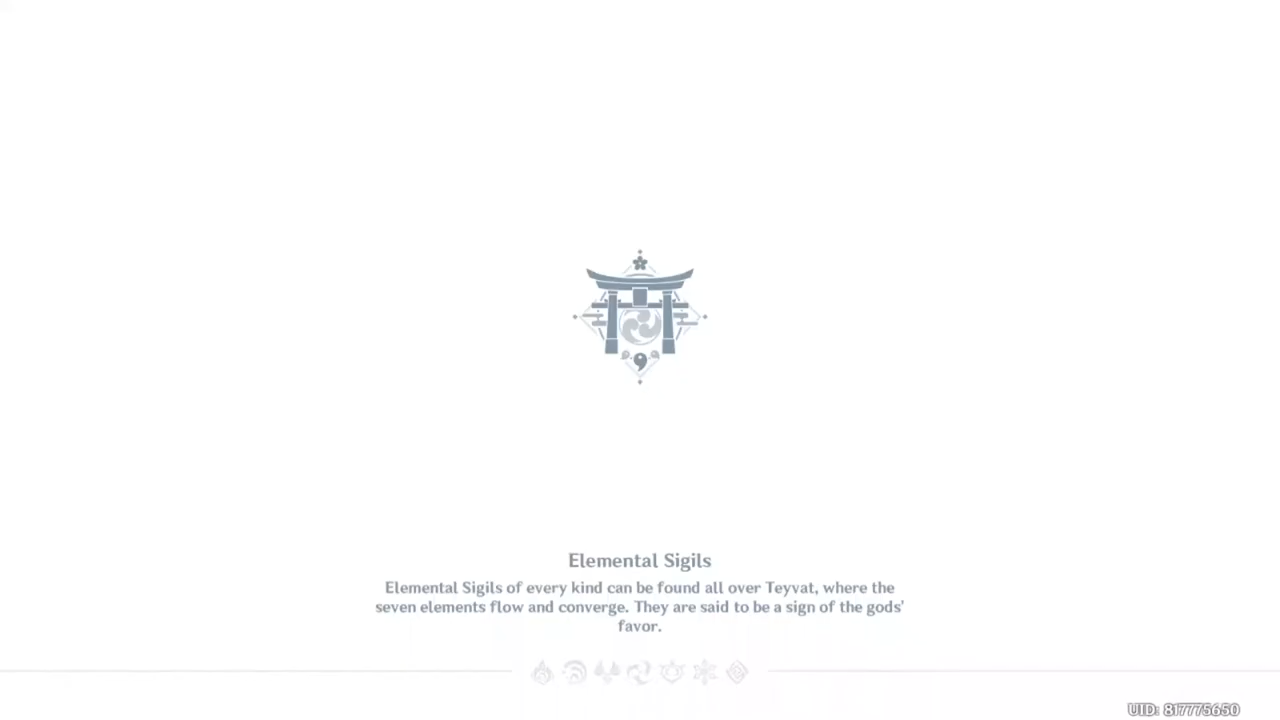 Elemental Sigils
Elemental Sigils of every kind can be found all over Teyvat, where the
seven elements flow and converge. They are said to be a sign of the gods'
favor.
UID: 817775650